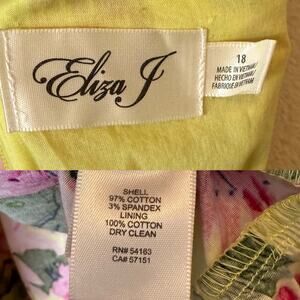 Eliza J
18
MADE IN VIETNAM/
HECHO EN VIETNAM/
FABRIQUÉ EN VIETNAM
SHELL
97% COTTON
3% SPANDEX
LINING
100% COTTON
DRY CLEAN
RN# 54163
CA# 57151